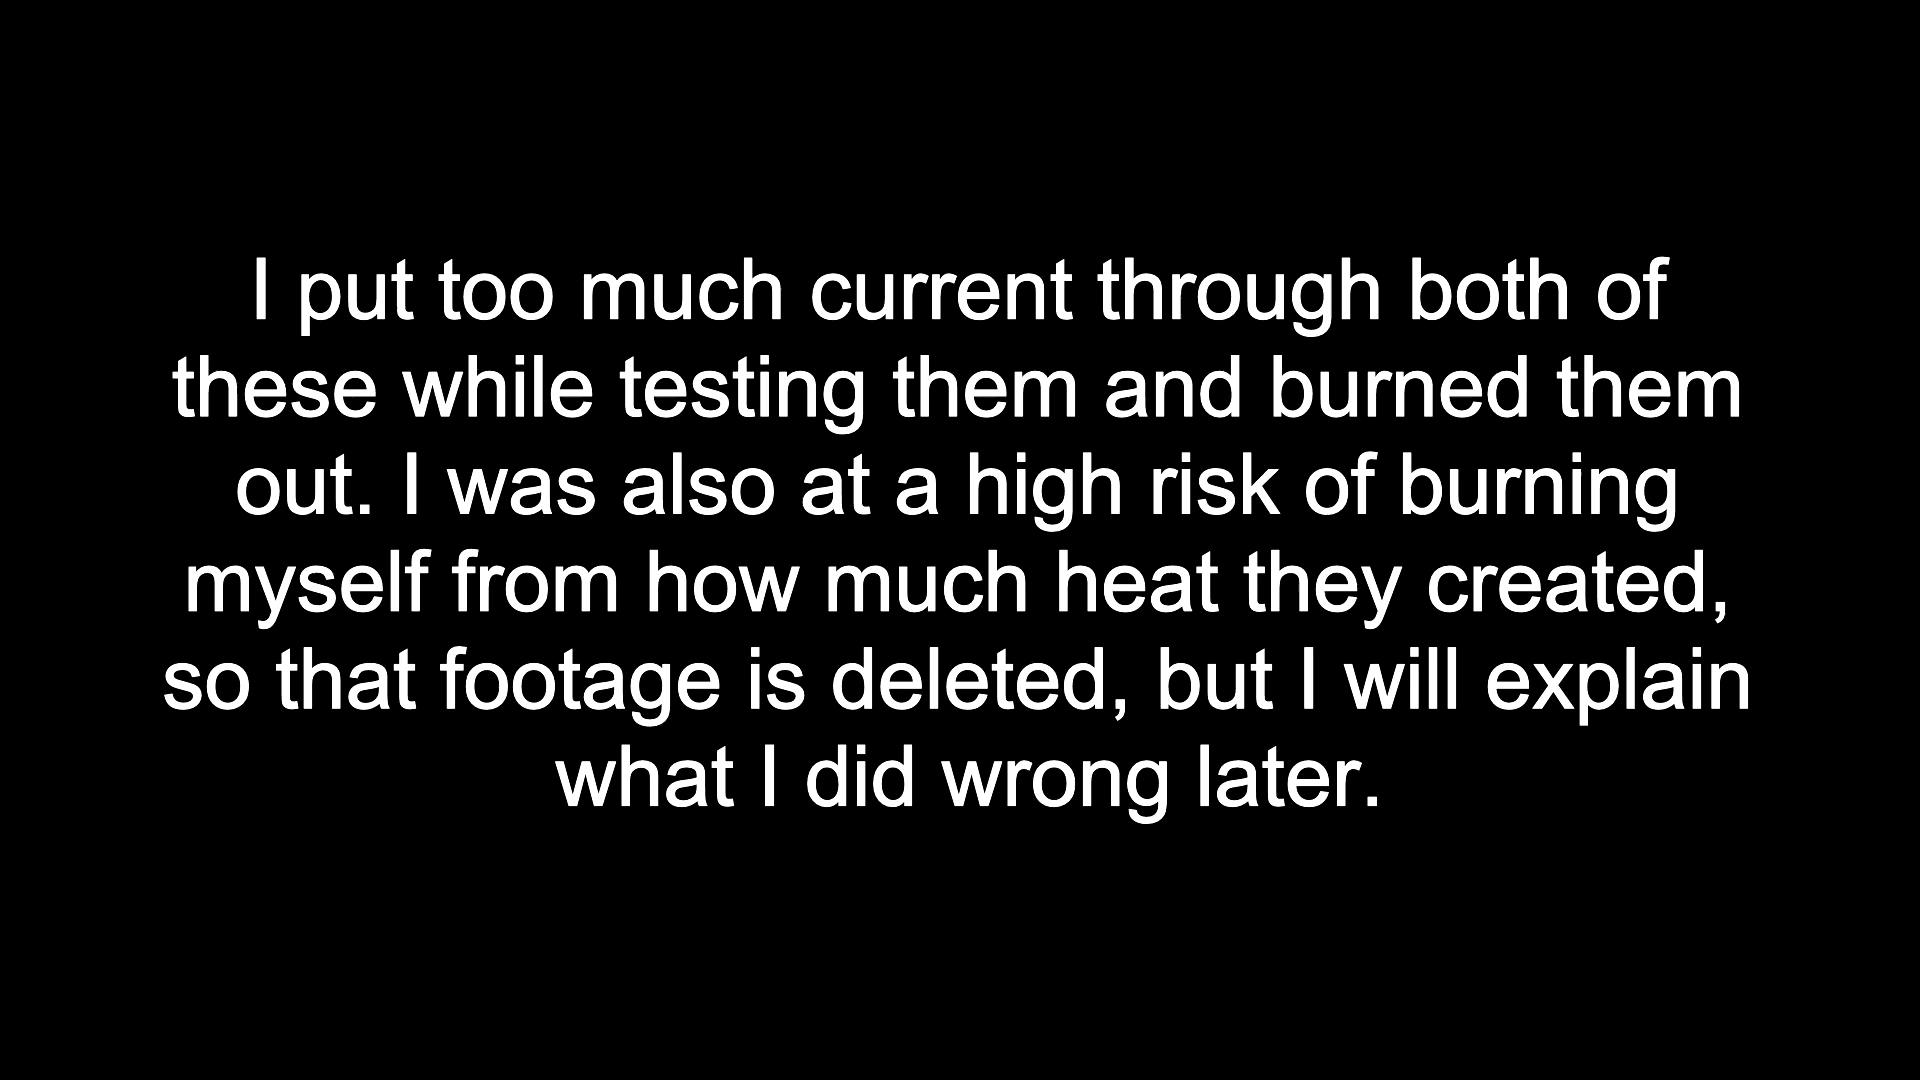 I put too much current through both of
these while testing them and burned them
out. I was also at a high risk of burning
myself from how much heat they created,
so that footage is deleted, but I will explain
what I did wrong later.